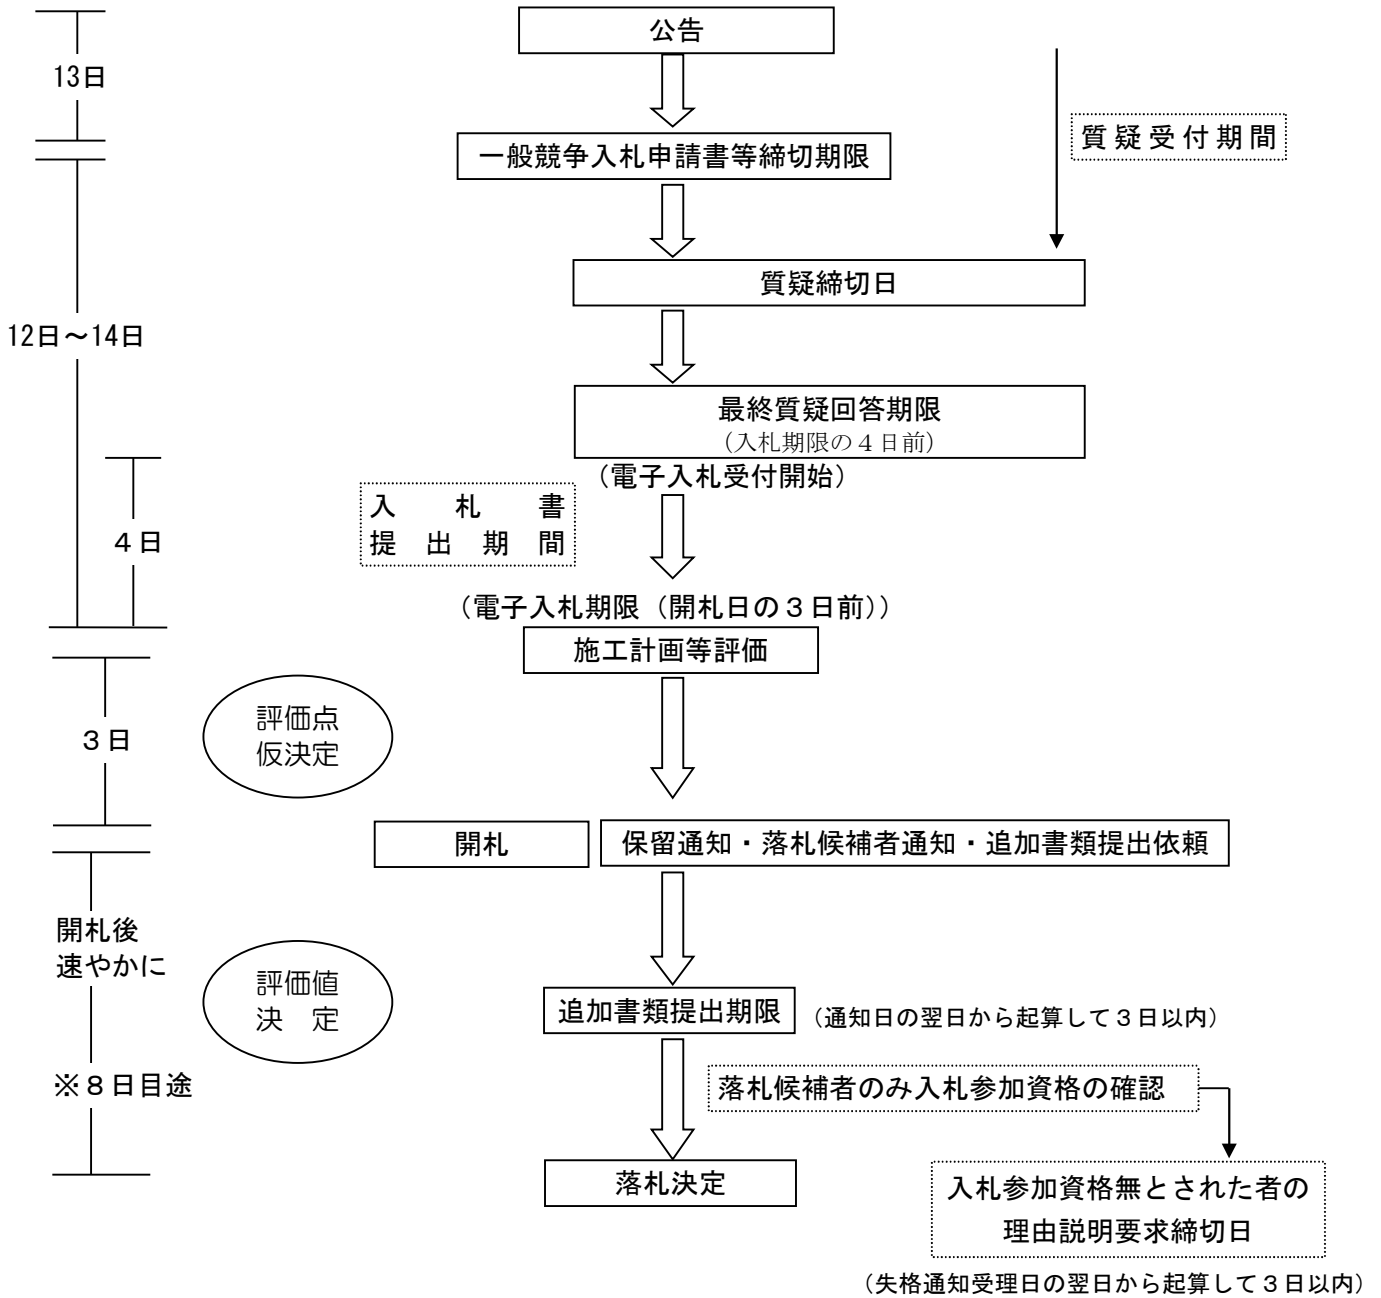 公告
13日
質疑受付期間
一般競争入札申請書等締切期限
質疑締切日
12日～14日
最終質疑回答期限
（入札期限の４日前）
（電子入札受付開始）
入札書
提出期間
４日
（電子入札期限（開札日の３日前））
施工計画等評価
評価点
仮決定
３日
開札
保留通知・落札候補者通知・追加書類提出依頼
開札後
速やかに
評価値
決　定
追加書類提出期限
（通知日の翌日から起算して３日以内）
※８日目途
落札候補者のみ入札参加資格の確認
落札決定
入札参加資格無とされた者の
理由説明要求締切日
（失格通知受理日の翌日から起算して３日以内）